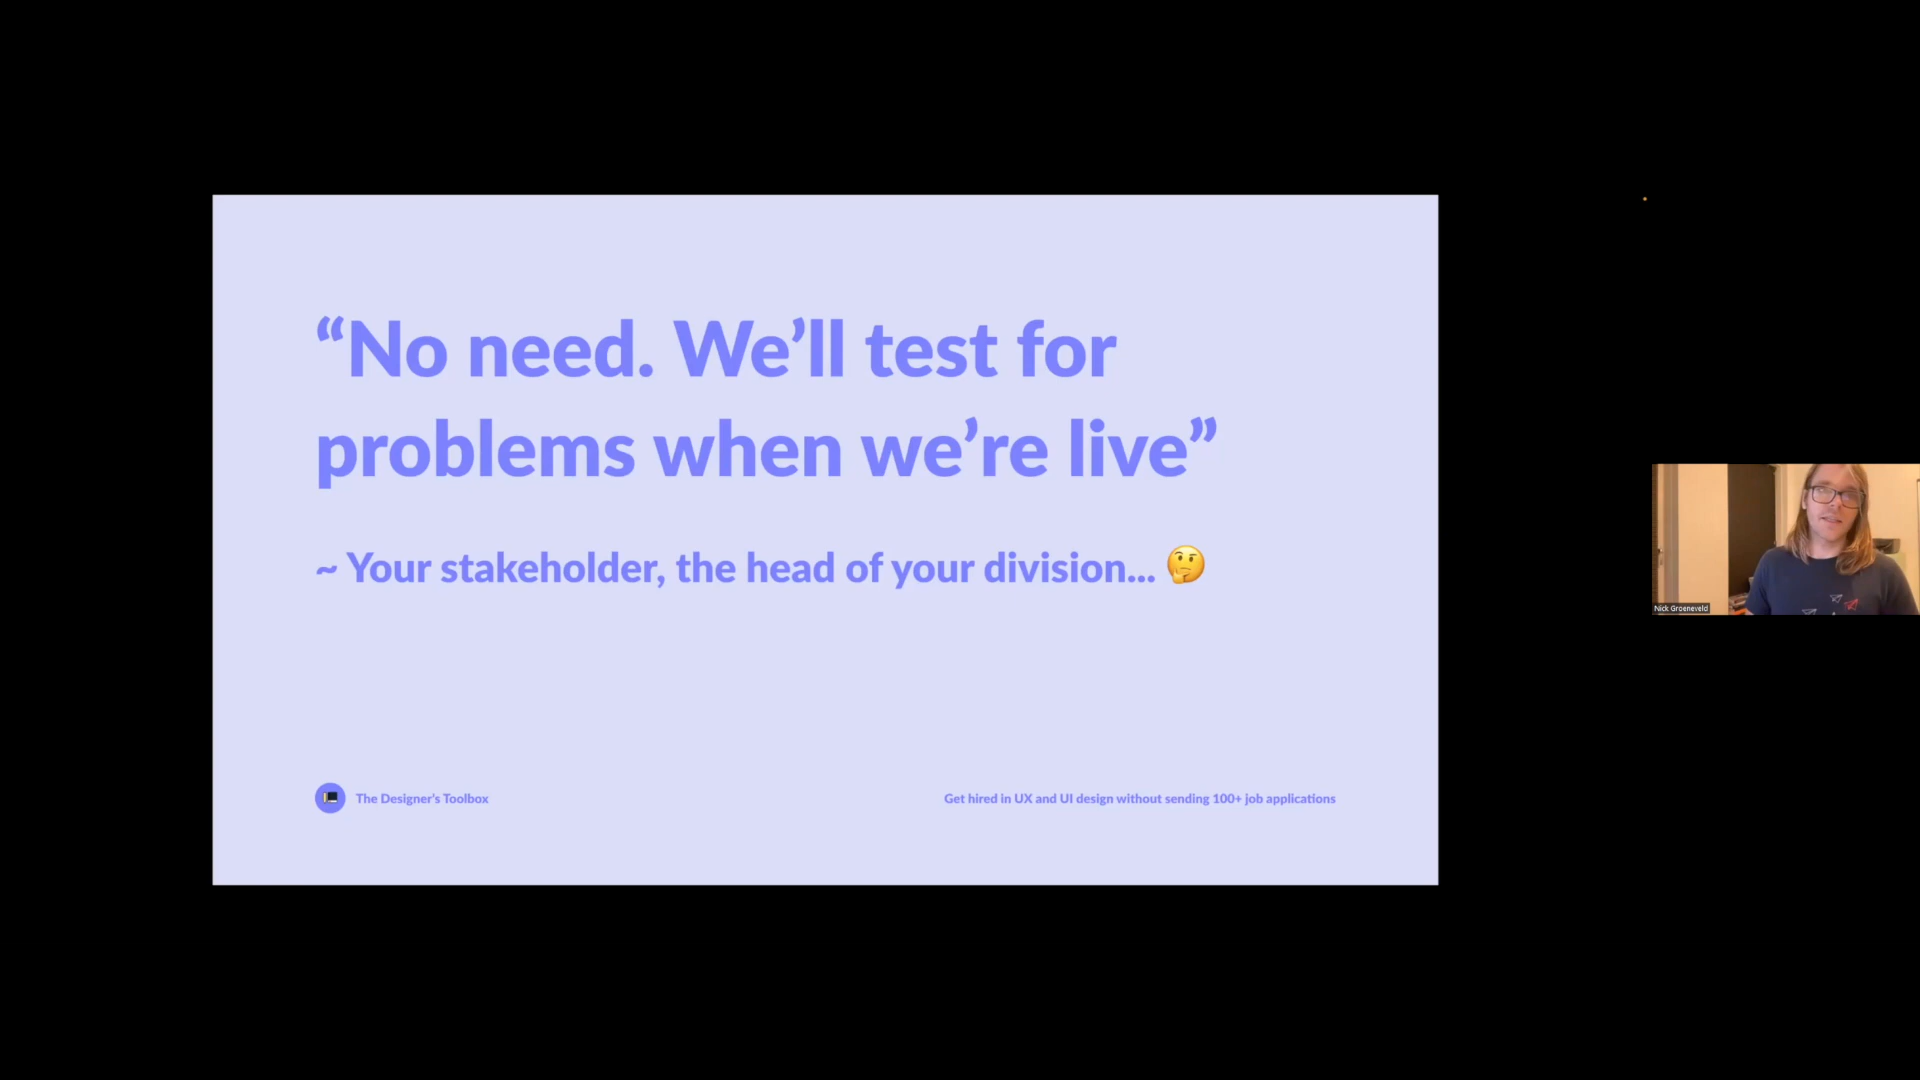 “No need. We’ll test for
problems when we’re live”
~ Your stakeholder, the head of your division... 🤔
The Designer's Toolbox
Get hired in UX and UI design without sending 100+ job applications
Nick Groeneveld